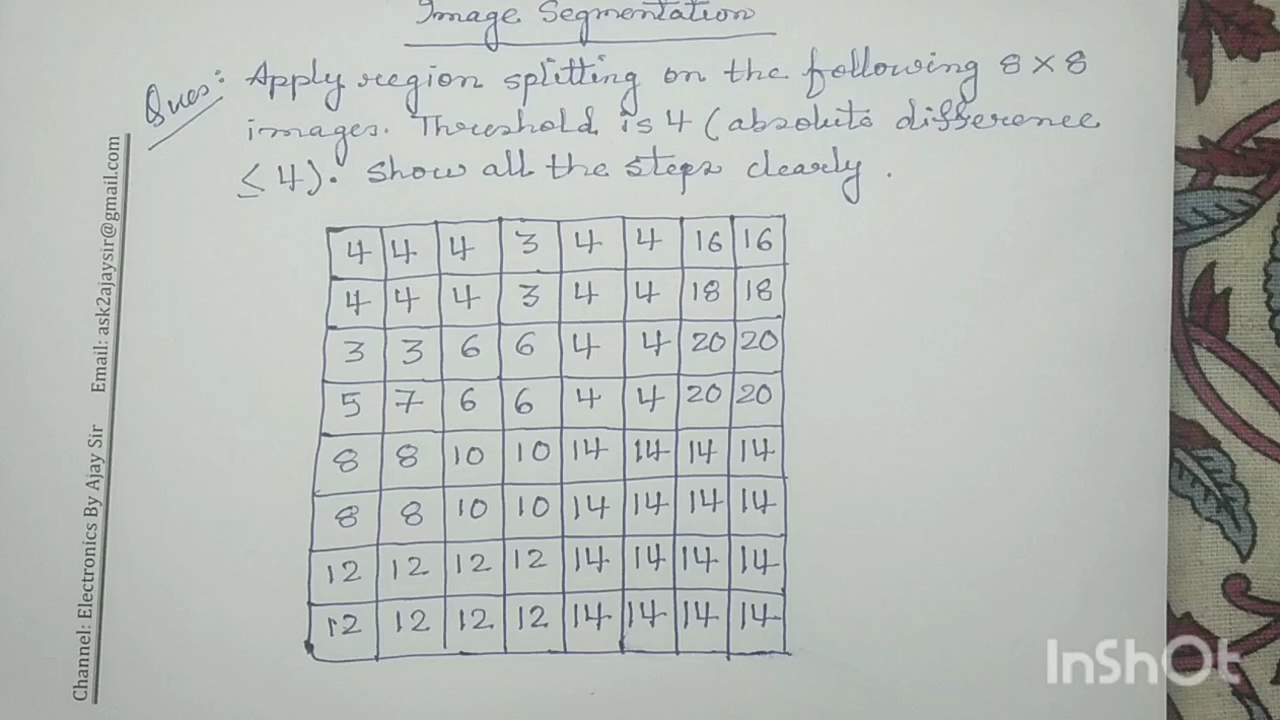 Image Segmentation
Ques: Apply region splitting on the following 8 × 8
images. Threshold is 4 (absolute difference
≤ 4). Show all the steps clearly.
4 4 4 3 4 4 16 16
4 4 4 3 4 4 18 18
3 3 6 6 4 4 20 20
5 7 6 6 4 4 20 20
8 8 10 10 14 14 14 14
8 8 10 10 14 14 14 14
12 12 12 12 14 14 14 14
12 12 12 12 14 14 14 14
Channel: Electronics By Ajay Sir Email: ask2ajaysir@gmail.com
InShOt